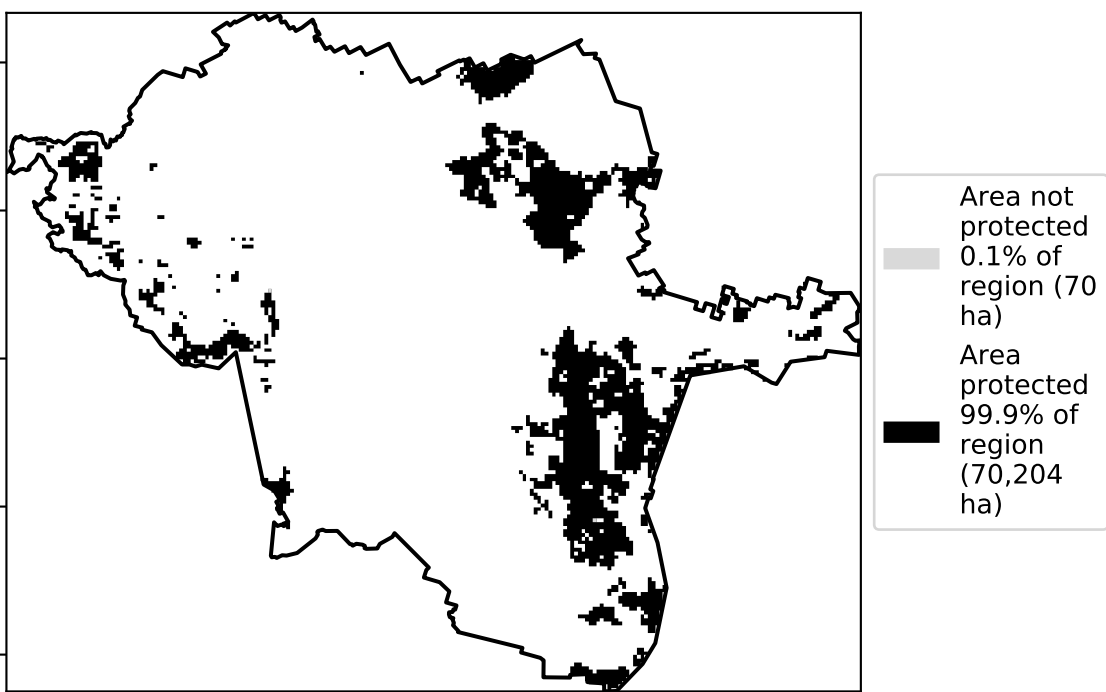 Area not
protected
0.1% of
region (70
ha)
Area
protected
99.9% of
region
(70,204
ha)